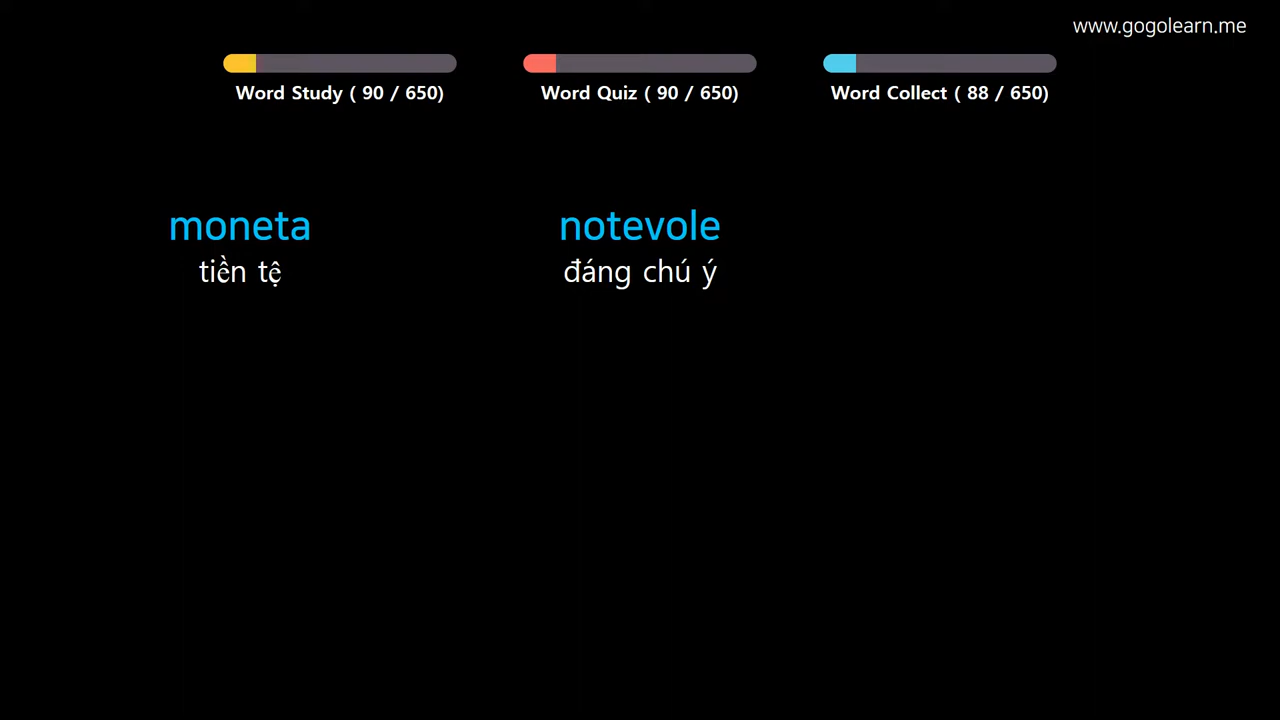 www.gogolearn.me
Word Study ( 90 / 650)
Word Quiz ( 90 / 650)
Word Collect ( 88 / 650)
moneta
tiền tệ
notevole
đáng chú ý